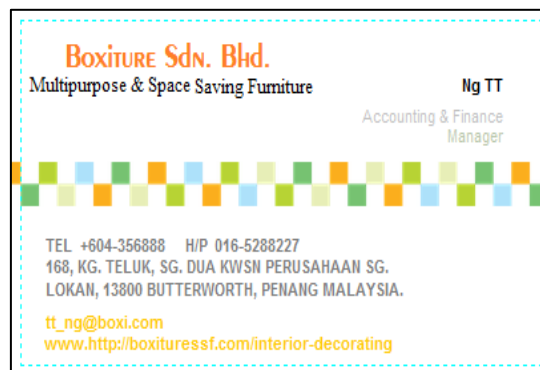 Boxiture Sdn. Bhd.
Multipurpose & Space Saving Furniture
Ng TT
Accounting & Finance
Manager
TEL +604-356888 H/P 016-5288227
168, KG. TELUK, SG. DUA KWSN PERUSAHAAN SG.
LOKAN, 13800 BUTTERWORTH, PENANG MALAYSIA.
tt_ng@boxi.com
www.http://boxituressf.com/interior-decorating